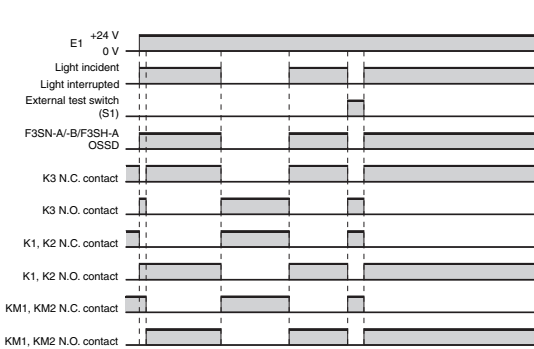 E1 +24 V
0 V
Light incident
Light interrupted
External test switch
(S1)
F3SN-A/-B/F3SH-A
OSSD
K3 N.C. contact
K3 N.O. contact
K1, K2 N.C. contact
K1, K2 N.O. contact
KM1, KM2 N.C. contact
KM1, KM2 N.O. contact